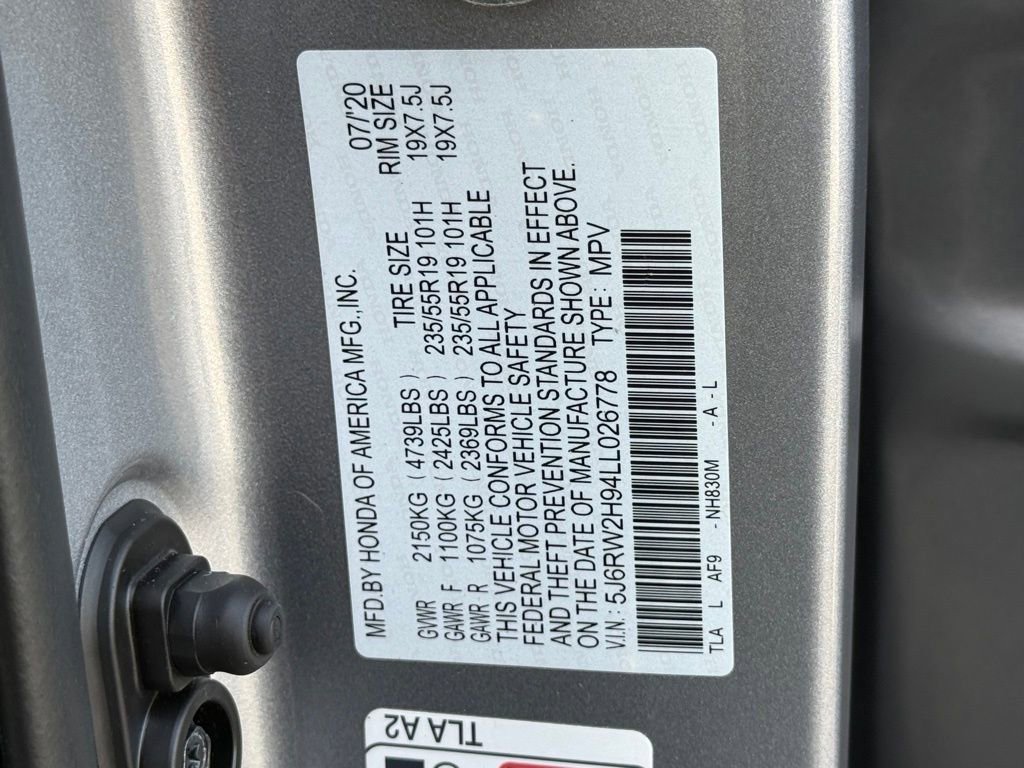 MFD.BY HONDA OF AMERICA MFG.,INC. 07/'20
TIRE SIZE RIM SIZE
GVWR 2150KG ( 4739LBS )
GAWR F 1100KG ( 2425LBS ) 235/55R19 101H 19X7.5J
GAWR R 1075KG ( 2369LBS ) 235/55R19 101H 19X7.5J
THIS VEHICLE CONFORMS TO ALL APPLICABLE
FEDERAL MOTOR VEHICLE SAFETY
AND THEFT PREVENTION STANDARDS IN EFFECT
ON THE DATE OF MANUFACTURE SHOWN ABOVE.
V.I.N.: 5J6RW2H94LL026778 TYPE: MPV
TLA L AF9 - NH830M - A - L
TLA A2